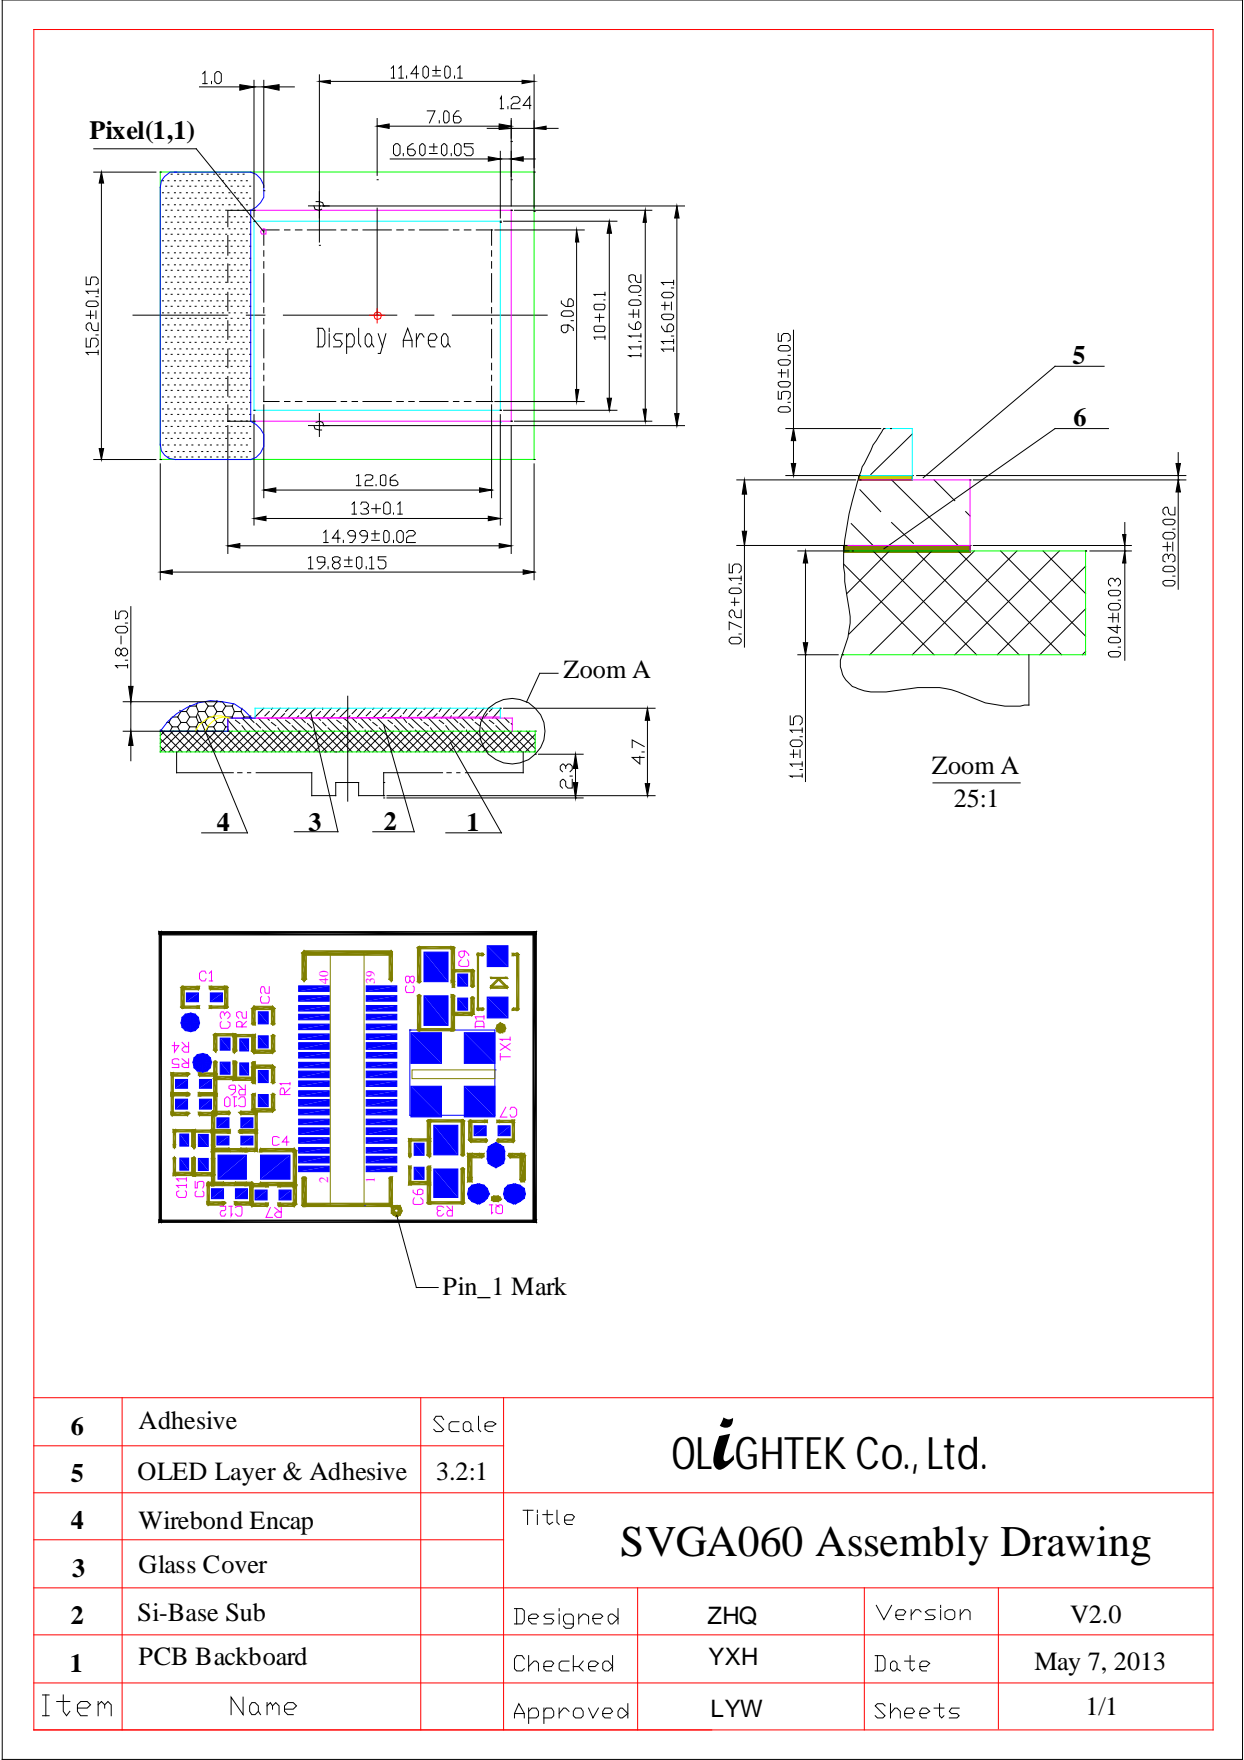 1.0
11.40±0.1
1.24
7.06
Pixel(1,1)
0.60±0.05
15.2±0.15
Display Area
9.06
10+0.1
11.16±0.02
11.60±0.1
12.06
13+0.1
14.99±0.02
19.8±0.15
0.50±0.05
5
6
0.72+0.15
0.03±0.02
0.04±0.03
1.1±0.15
Zoom A
25:1
1.8-0.5
Zoom A
4.7
2.3
4
3
2
1
C1
C2
C3
R2
R4
R5
R6
C10
R1
C4
C11
C5
C12
R7
40
39
2
1
C8
C9
D1
TX1
C7
C6
R3
Q1
Pin_1 Mark
6 Adhesive Scale
5 OLED Layer & Adhesive 3.2:1
OLiGHTEK Co., Ltd.
4 Wirebond Encap
3 Glass Cover
Title SVGA060 Assembly Drawing
2 Si-Base Sub Designed ZHQ Version V2.0
1 PCB Backboard Checked YXH Date May 7, 2013
Item Name Approved LYW Sheets 1/1